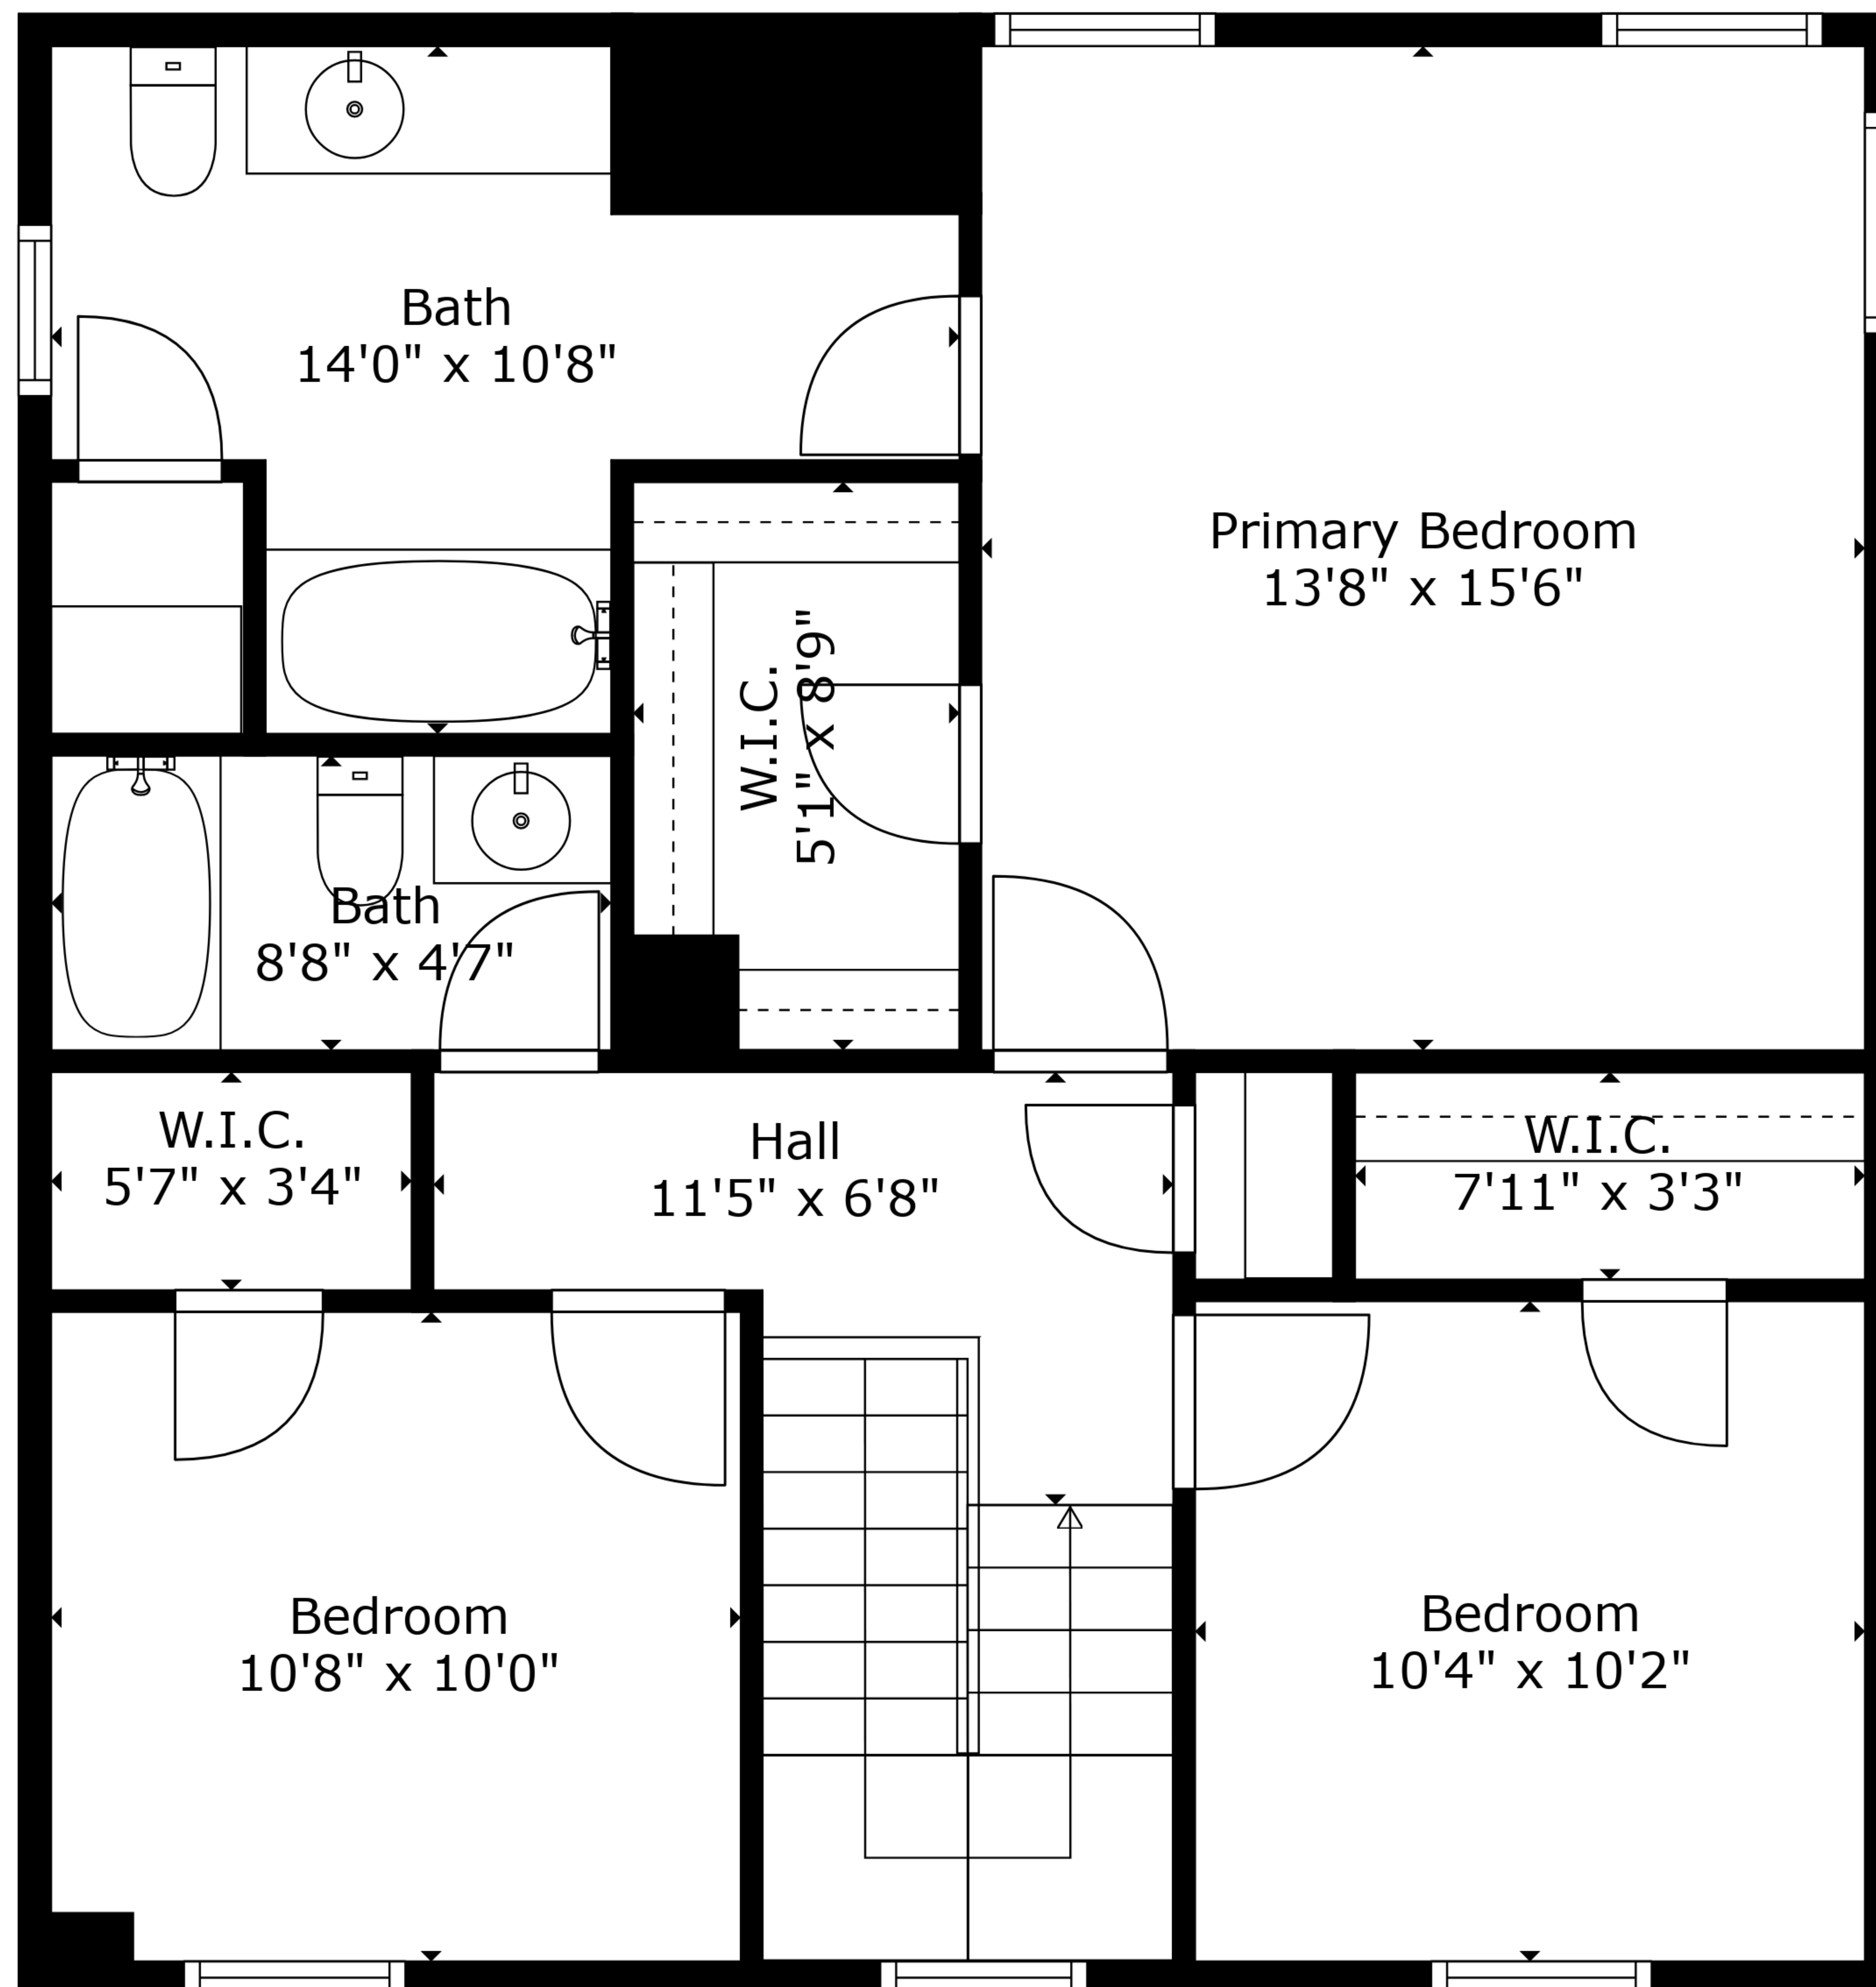 Bath
14'0" x 10'8"
Primary Bedroom
13'8" x 15'6"
W.I.C.
5'1" x 8'9"
Bath
8'8" x 4'7"
W.I.C.
5'7" x 3'4"
Hall
11'5" x 6'8"
W.I.C.
7'11" x 3'3"
Bedroom
10'8" x 10'0"
Bedroom
10'4" x 10'2"